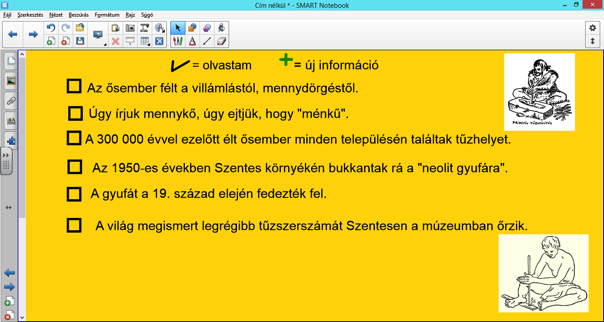 Cím nélkül * - SMART Notebook
Fájl Szerkesztés Nézet Beszúrás Formátum Rajz Súgó
= olvastam = új információ
Az ősember félt a villámlástól, mennydörgéstől.
Úgy írjuk mennykő, úgy ejtjük, hogy "ménkű".
A 300 000 évvel ezelőtt élt ősember minden településén találtak tűzhelyet.
Az 1950-es években Szentes környékén bukkantak rá a "neolit gyufára".
A gyufát a 19. század elején fedezték fel.
A világ megismert legrégibb tűzszerszámát Szentesen a múzeumban őrzik.